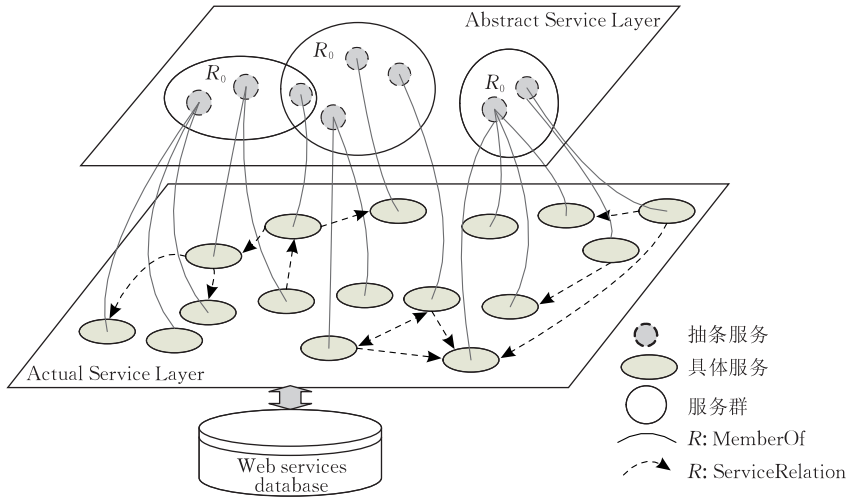 Abstract Service Layer
R₀
R₀
R₀
Actual Service Layer
Web services
database
抽条服务
具体服务
服务群
R: MemberOf
R: ServiceRelation